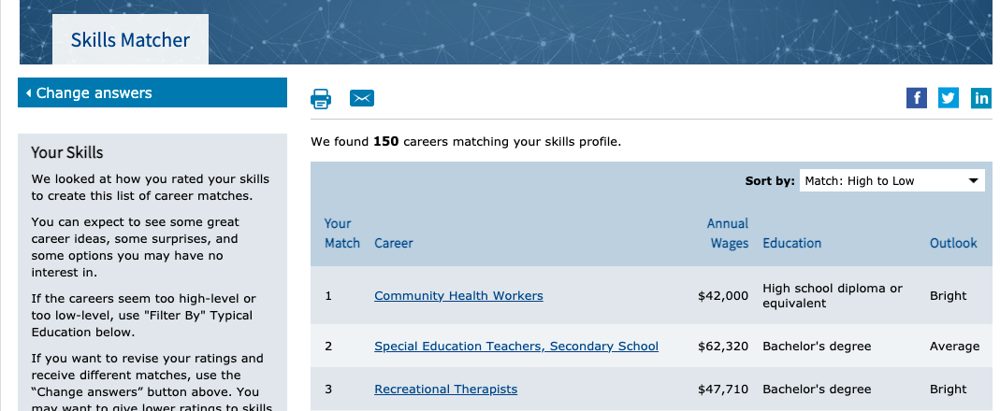 Skills Matcher
Change answers
Your Skills
We looked at how you rated your skills
to create this list of career matches.
You can expect to see some great
career ideas, some surprises, and
some options you may have no
interest in.
If the careers seem too high-level or
too low-level, use "Filter By" Typical
Education below.
If you want to revise your ratings and
receive different matches, use the
“Change answers” button above. You
may want to give lower ratings to skills
f
in
We found 150 careers matching your skills profile.
Sort by: Match: High to Low
Your Match Career Annual Wages Education Outlook
1 Community Health Workers $42,000 High school diploma or equivalent Bright
2 Special Education Teachers, Secondary School $62,320 Bachelor's degree Average
3 Recreational Therapists $47,710 Bachelor's degree Bright